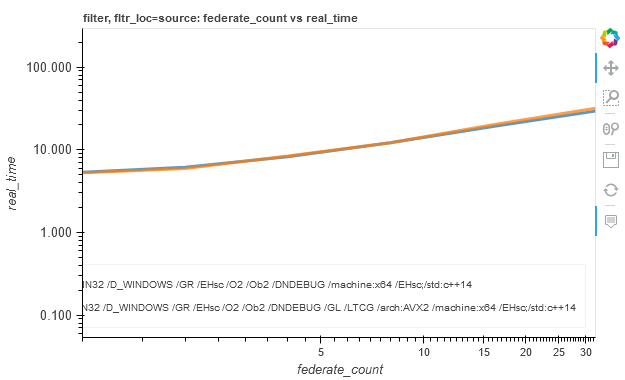 filter, fltr_loc=source: federate_count vs real_time
100.000
10.000
1.000
0.100
real_time
IN32 /D_WINDOWS /GR /EHsc /O2 /Ob2 /DNDEBUG /machine:x64 /EHsc;/std:c++14
N32 /D_WINDOWS /GR /EHsc /O2 /Ob2 /DNDEBUG /GL /LTCG /arch:AVX2 /machine:x64 /EHsc;/std:c++14
5
10
15
20
25
30
federate_count